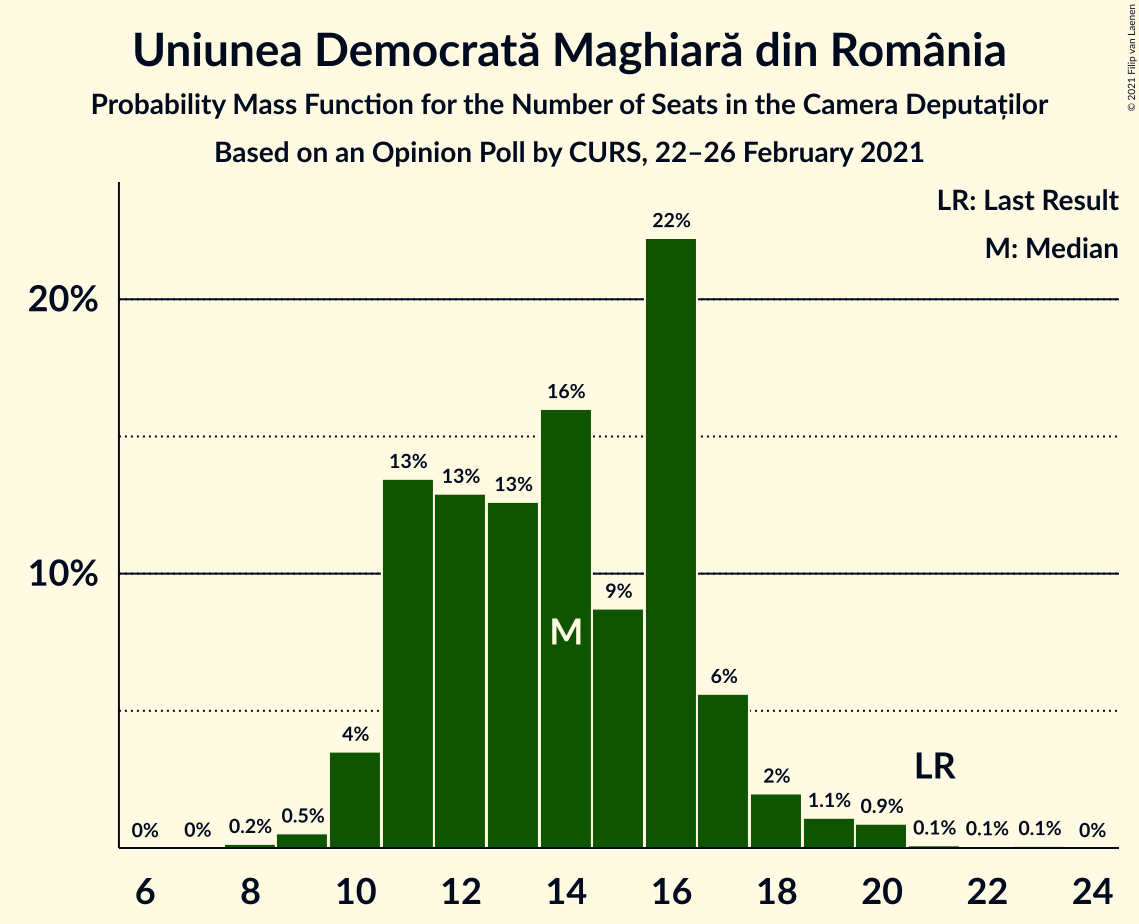 Uniunea Democrată Maghiară din România
Probability Mass Function for the Number of Seats in the Camera Deputaților
Based on an Opinion Poll by CURS, 22–26 February 2021
© 2021 Filip van Laenen
LR: Last Result
M: Median
20%
10%
0%
0%
0.2%
0.5%
4%
13%
13%
13%
16%
9%
22%
6%
2%
1.1%
0.9%
0.1%
0.1%
0.1%
0%
M
LR
6 8 10 12 14 16 18 20 22 24